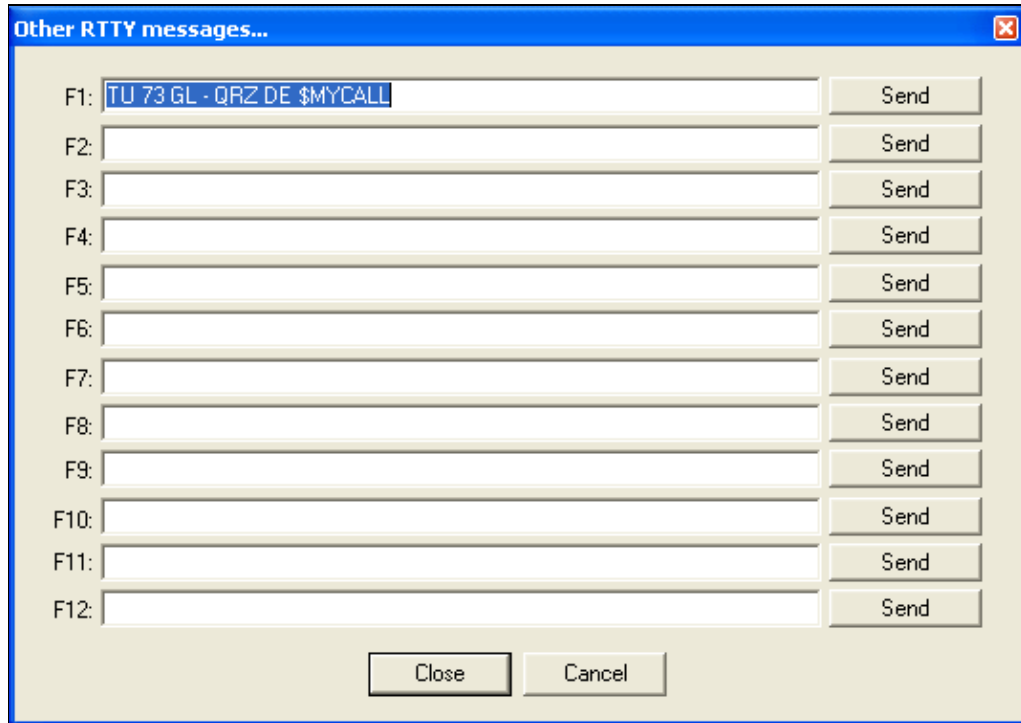 Other RTTY messages...
F1: TU 73 GL - QRZ DE $MYCALL Send
F2: Send
F3: Send
F4: Send
F5: Send
F6: Send
F7: Send
F8: Send
F9: Send
F10: Send
F11: Send
F12: Send
Close Cancel